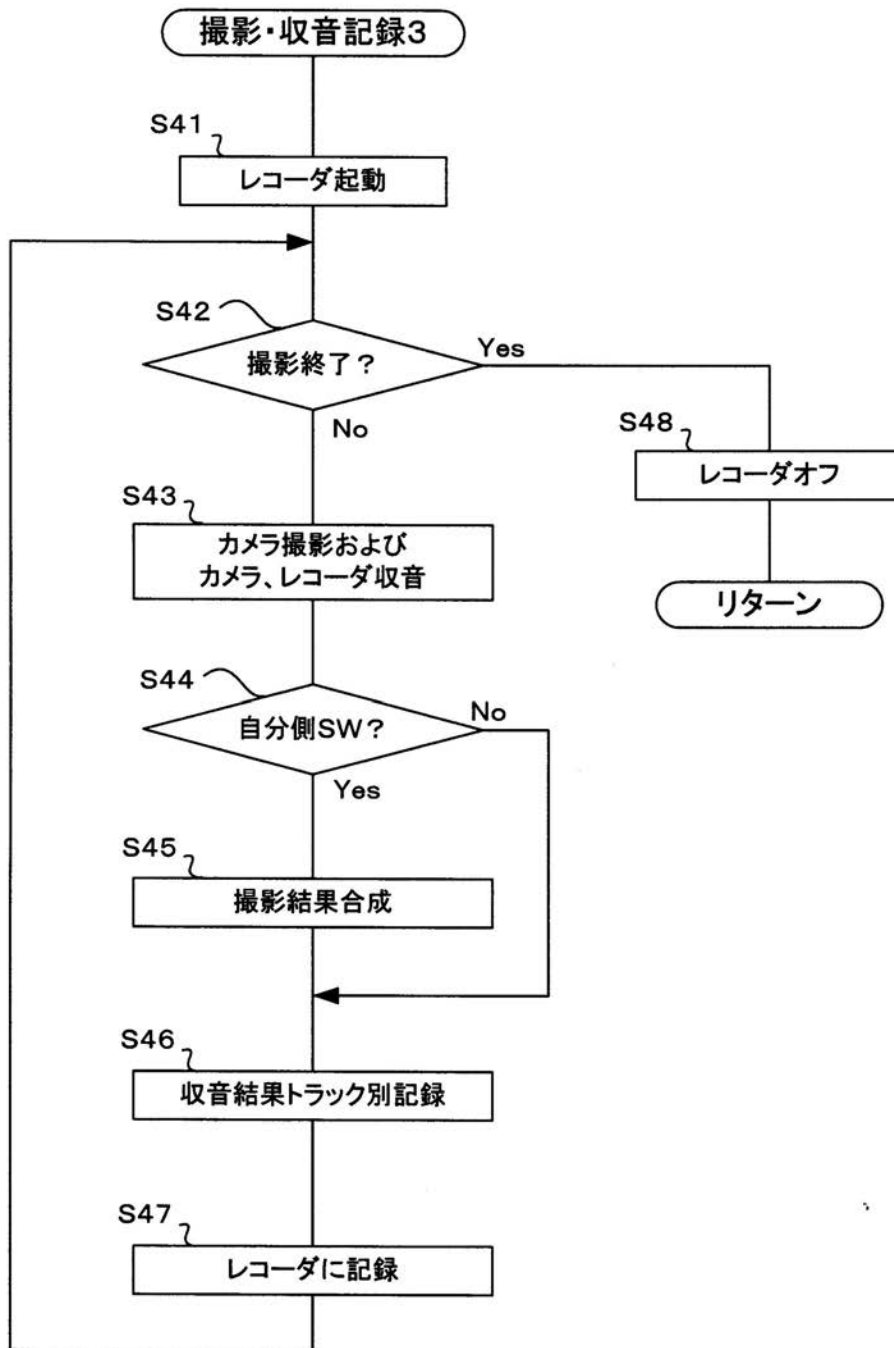 撮影・収音記録3
S41
レコーダ起動
S42
撮影終了?
Yes
No
S48
レコーダオフ
リターン
S43
カメラ撮影および
カメラ、レコーダ収音
S44
自分側SW?
No
Yes
S45
撮影結果合成
S46
収音結果トラック別記録
S47
レコーダに記録